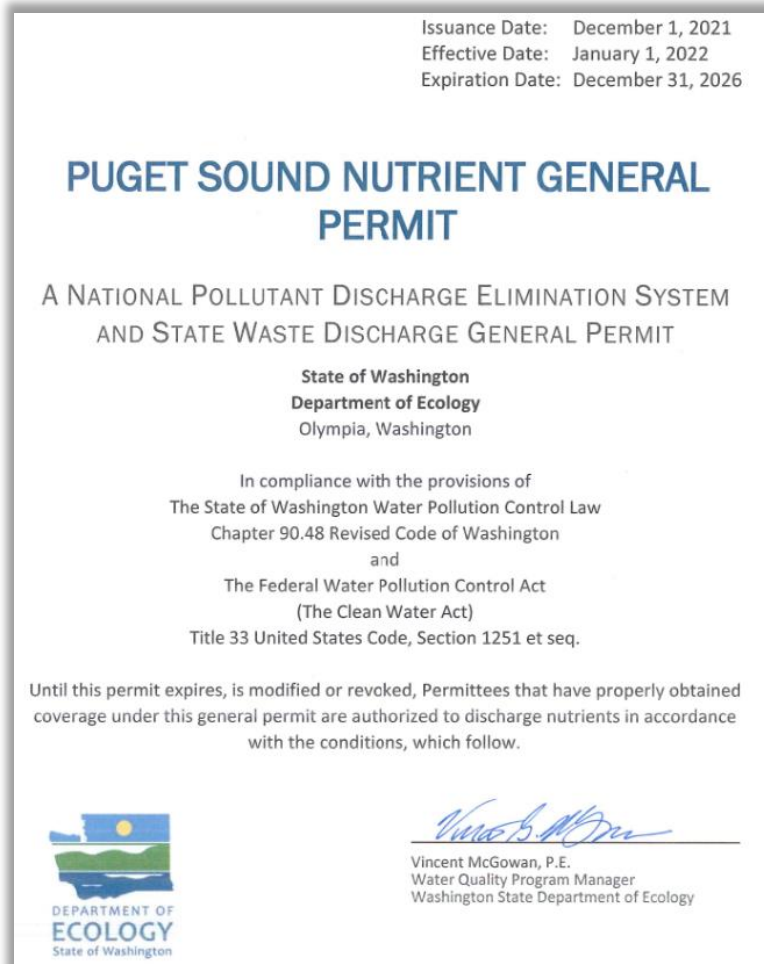 Issuance Date: December 1, 2021
Effective Date: January 1, 2022
Expiration Date: December 31, 2026
PUGET SOUND NUTRIENT GENERAL
PERMIT
A NATIONAL POLLUTANT DISCHARGE ELIMINATION SYSTEM
AND STATE WASTE DISCHARGE GENERAL PERMIT
State of Washington
Department of Ecology
Olympia, Washington
In compliance with the provisions of
The State of Washington Water Pollution Control Law
Chapter 90.48 Revised Code of Washington
and
The Federal Water Pollution Control Act
(The Clean Water Act)
Title 33 United States Code, Section 1251 et seq.
Until this permit expires, is modified or revoked, Permittees that have properly obtained
coverage under this general permit are authorized to discharge nutrients in accordance
with the conditions, which follow.
Vincent McGowan, P.E.
Water Quality Program Manager
Washington State Department of Ecology
DEPARTMENT OF
ECOLOGY
State of Washington